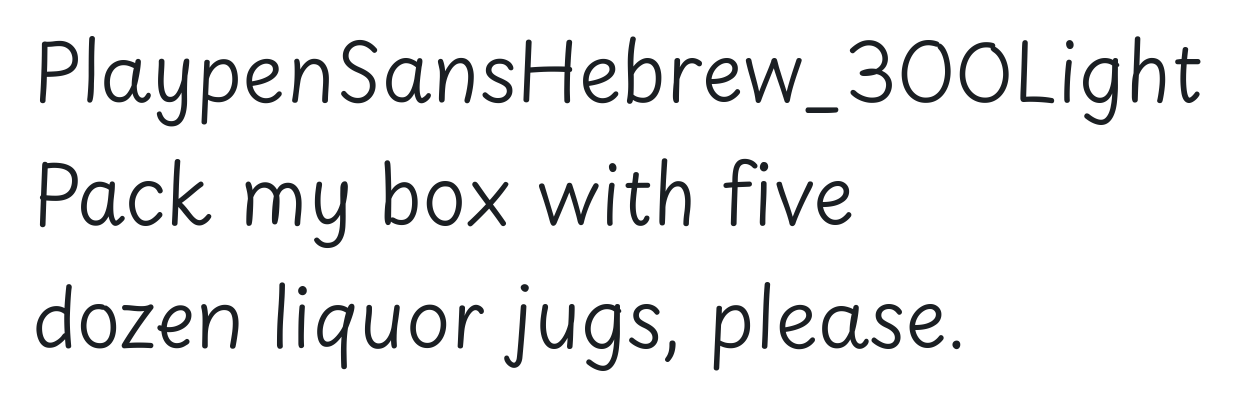 PlaypenSansHebrew_300Light
Pack my box with five
dozen liquor jugs, please.